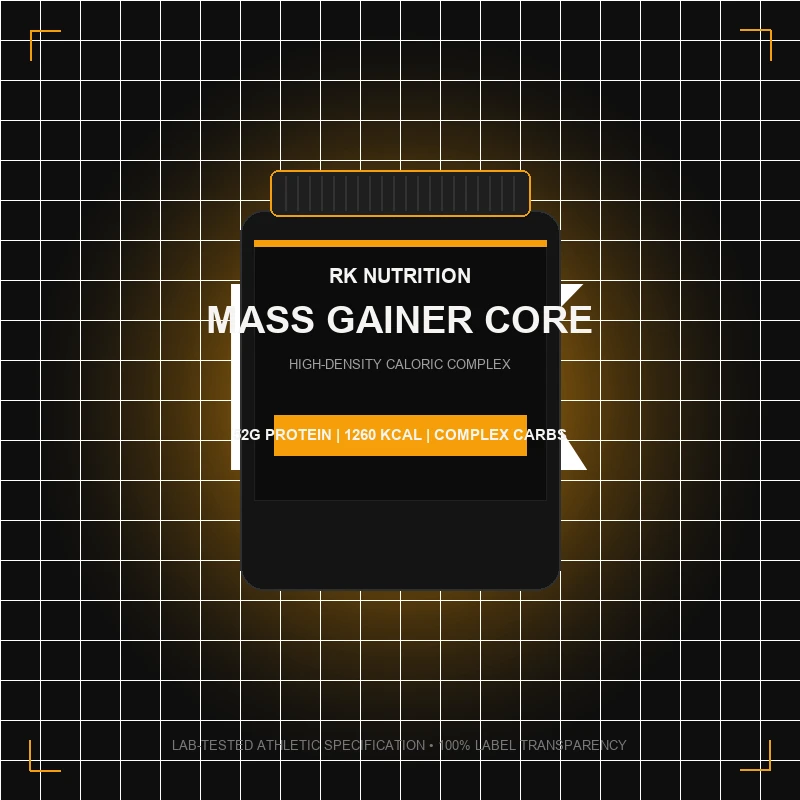 RK NUTRITION
MASS GAINER CORE
HIGH-DENSITY CALORIC COMPLEX
PROTEIN | 1260 KCAL | COMPLEX CARBS
LAB-TESTED ATHLETIC SPECIFICATION • 100% LABEL TRANSPARENCY